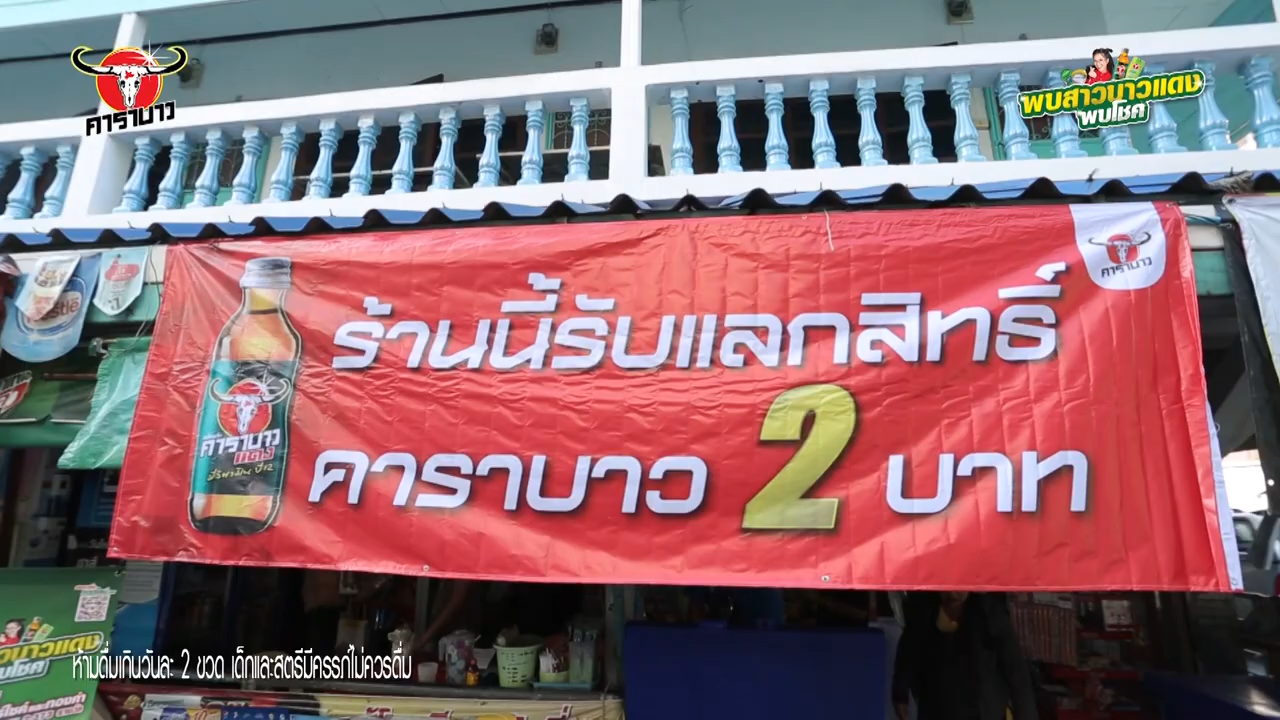 คาราบาว
พบสาวบาวแดง
พบโชค
คาราบาว
ร้านนี้รับแลกสิทธิ์
คาราบาว 2 บาท
คาราบาว
แดง
บาวแดง
ห้ามดื่มเกินวันละ 2 ขวด เด็กและสตรีมีครรภ์ไม่ควรดื่ม